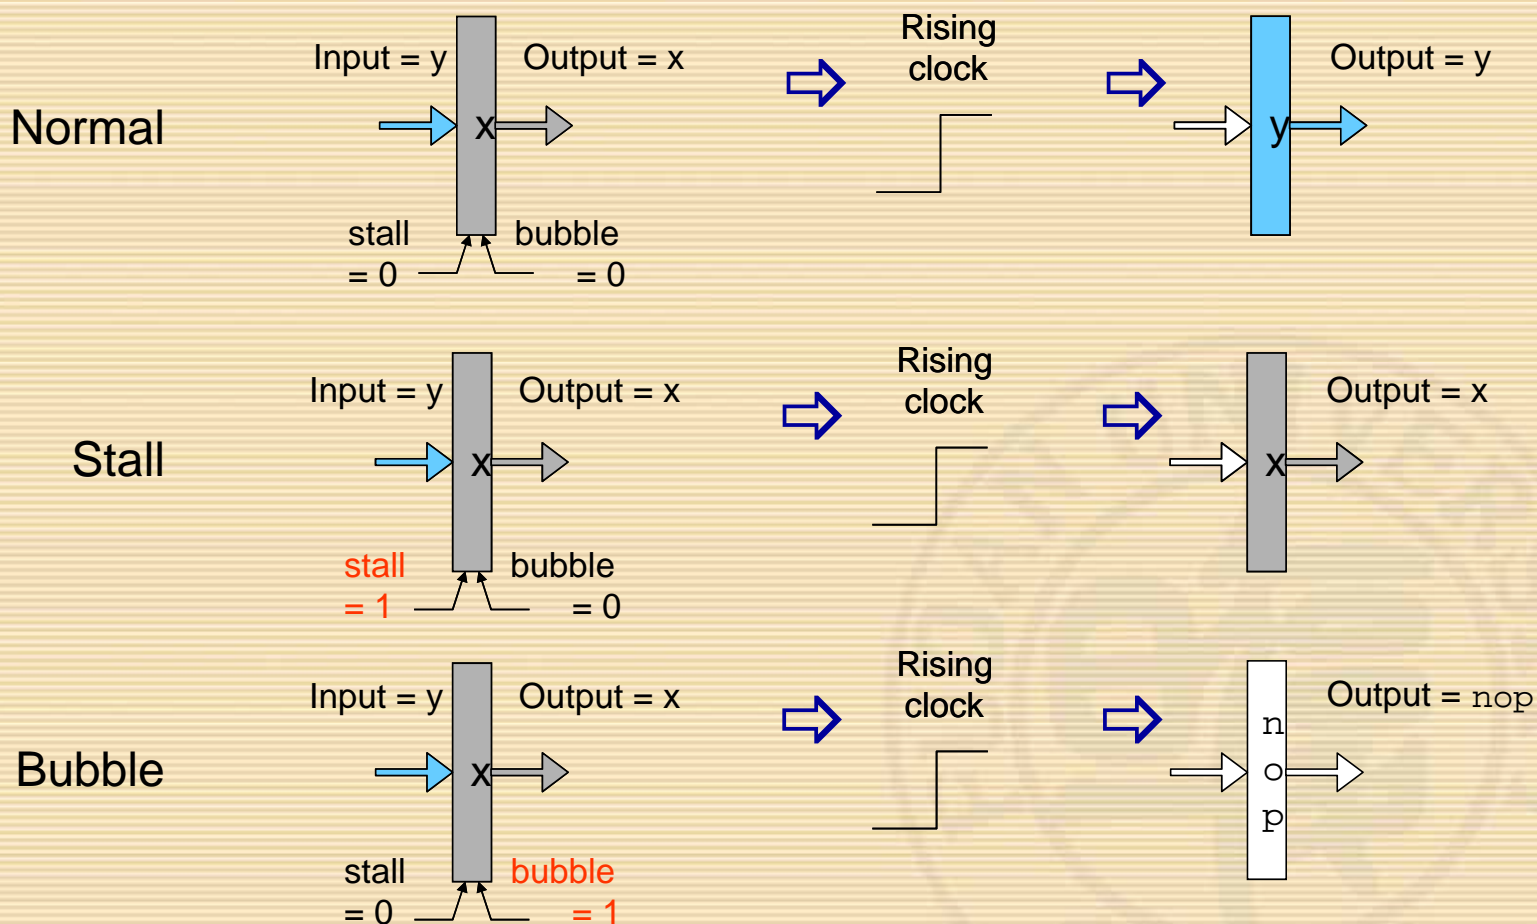 Rising
Input = y Output = x clock Output = y
Normal x y
stall bubble
= 0 = 0
Rising
Input = y Output = x clock Output = x
Stall x x
stall bubble
= 1 = 0
Rising
Input = y Output = x clock Output = nop
n
Bubble x o
p
stall bubble
= 0 = 1